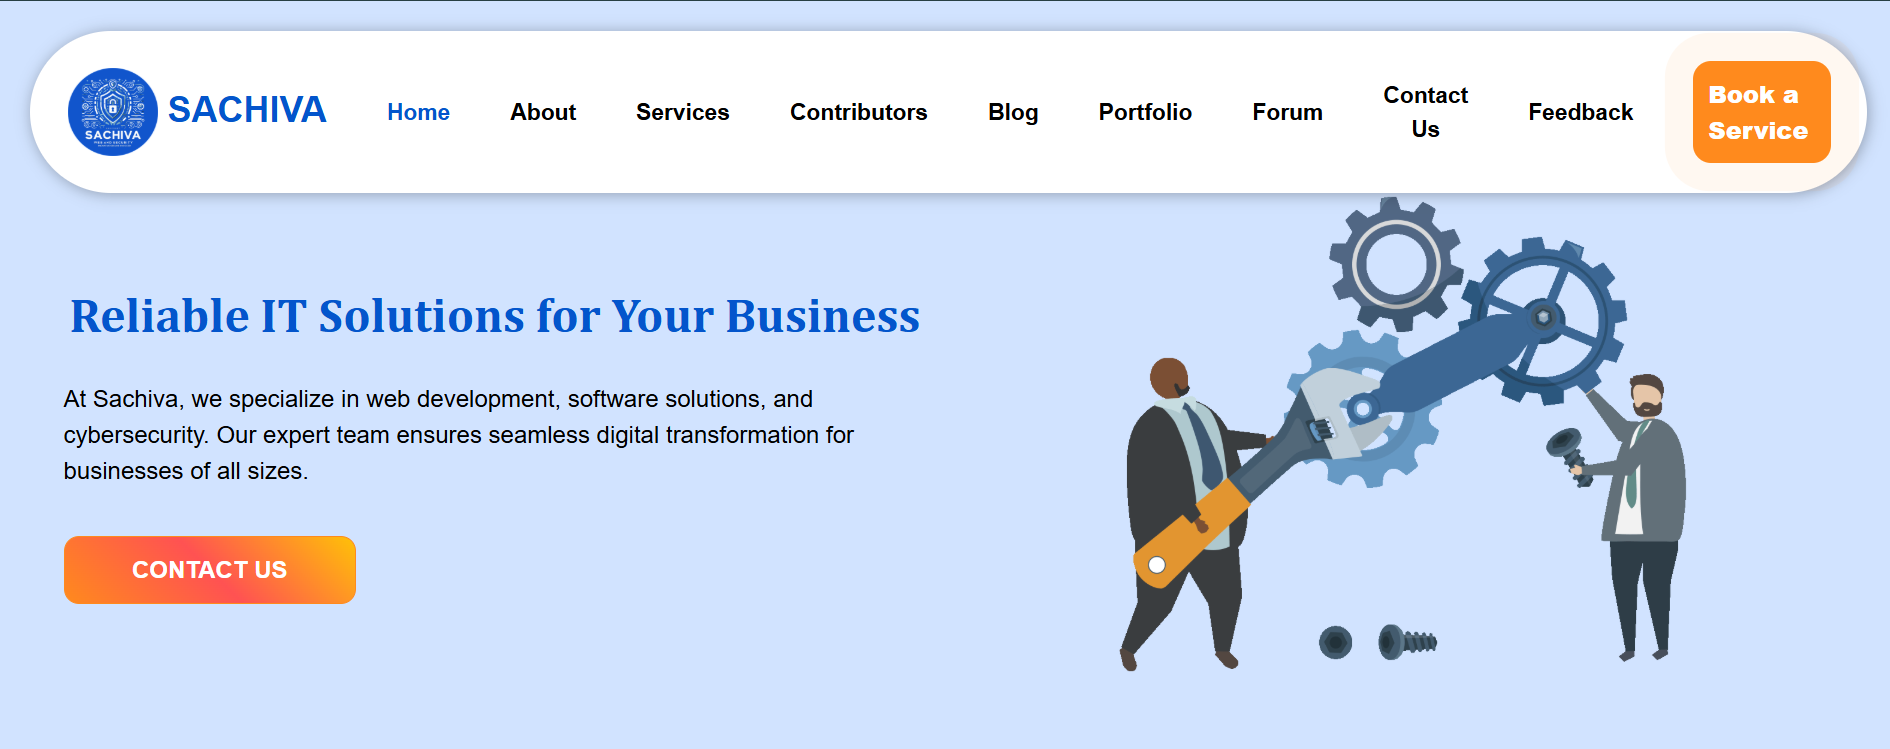 SACHIVA
SACHIVA
Home
About
Services
Contributors
Blog
Portfolio
Forum
Contact
Us
Feedback
Book a
Service
Reliable IT Solutions for Your Business
At Sachiva, we specialize in web development, software solutions, and
cybersecurity. Our expert team ensures seamless digital transformation for
businesses of all sizes.
CONTACT US